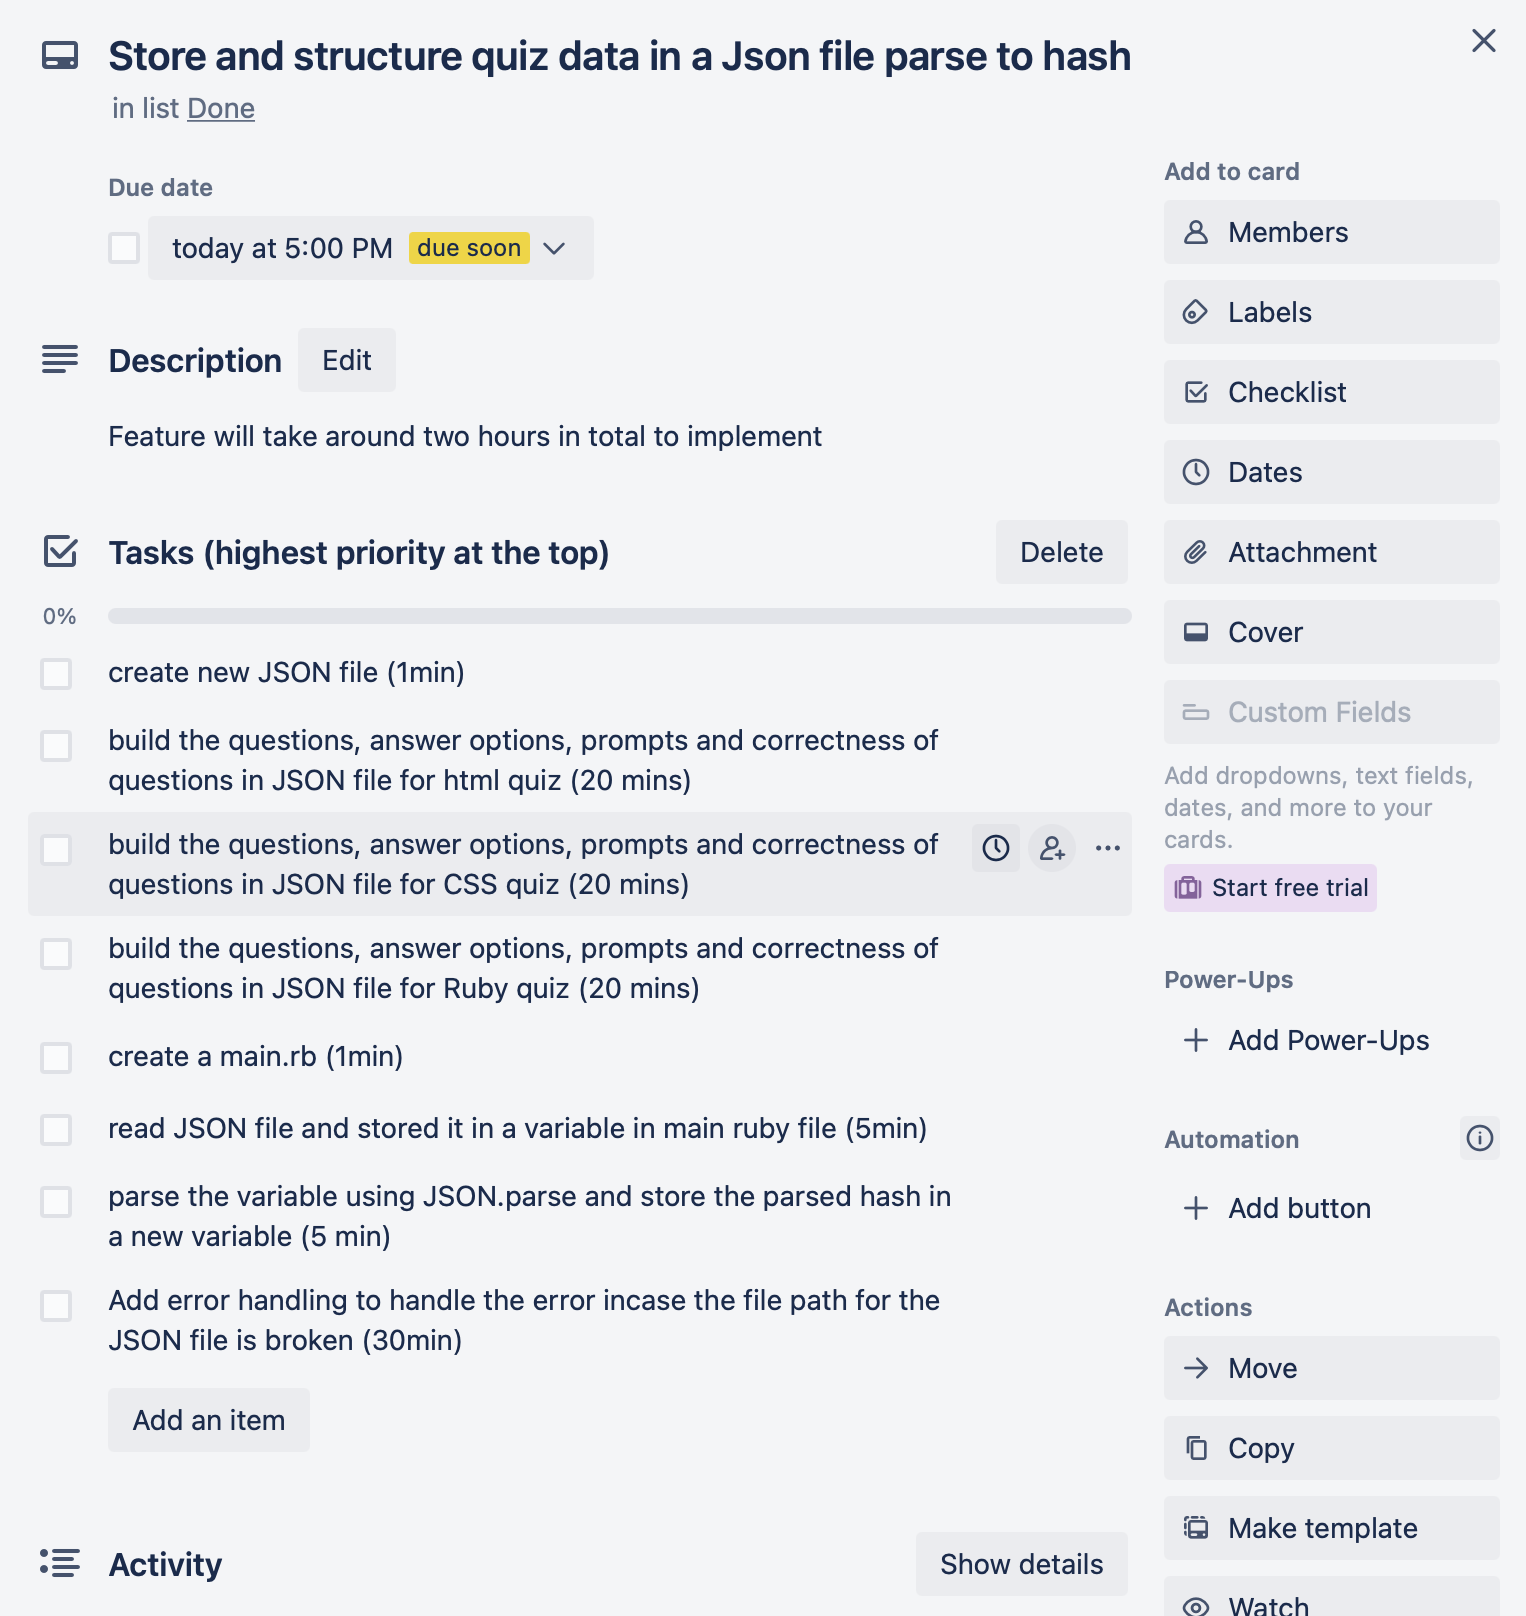 Store and structure quiz data in a Json file parse to hash
in list Done
Due date
today at 5:00 PM due soon
Description Edit
Feature will take around two hours in total to implement
Tasks (highest priority at the top) Delete
0%
create new JSON file (1min)
build the questions, answer options, prompts and correctness of
questions in JSON file for html quiz (20 mins)
build the questions, answer options, prompts and correctness of
questions in JSON file for CSS quiz (20 mins)
build the questions, answer options, prompts and correctness of
questions in JSON file for Ruby quiz (20 mins)
create a main.rb (1min)
read JSON file and stored it in a variable in main ruby file (5min)
parse the variable using JSON.parse and store the parsed hash in
a new variable (5 min)
Add error handling to handle the error incase the file path for the
JSON file is broken (30min)
Add an item
Activity Show details
Add to card
Members
Labels
Checklist
Dates
Attachment
Cover
Custom Fields
Add dropdowns, text fields,
dates, and more to your
cards.
Start free trial
Power-Ups
Add Power-Ups
Automation
Add button
Actions
Move
Copy
Make template
Watch